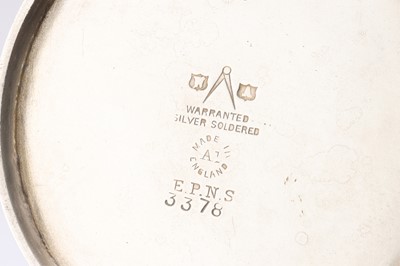 WARRANTED
SILVER SOLDERED
MADE IN
A1
ENGLAND
E.P.N.S
3378